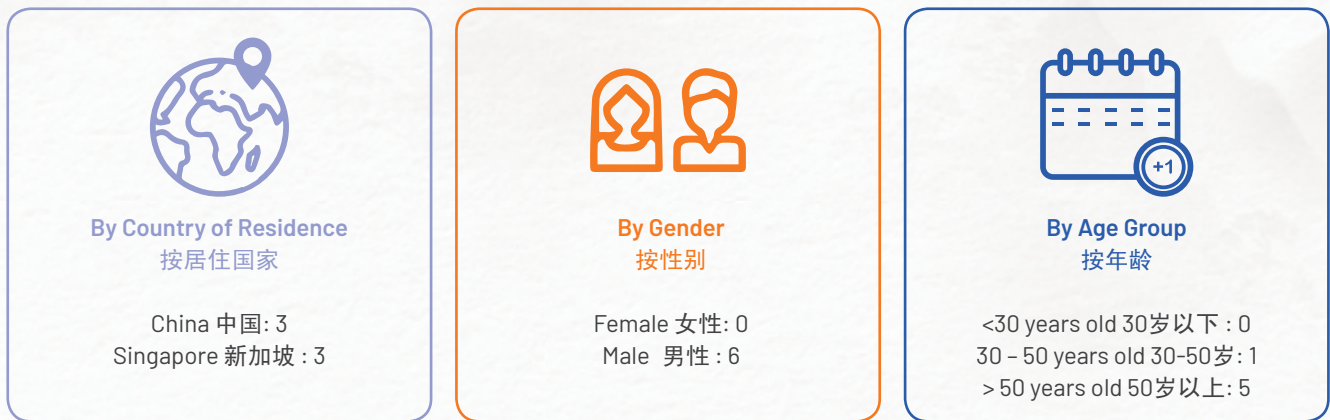 +1
By Country of Residence
按居住国家
China 中国: 3
Singapore 新加坡 : 3
By Gender
按性别
Female 女性: 0
Male 男性 : 6
By Age Group
按年龄
<30 years old 30岁以下 : 0
30 – 50 years old 30-50岁: 1
> 50 years old 50岁以上: 5